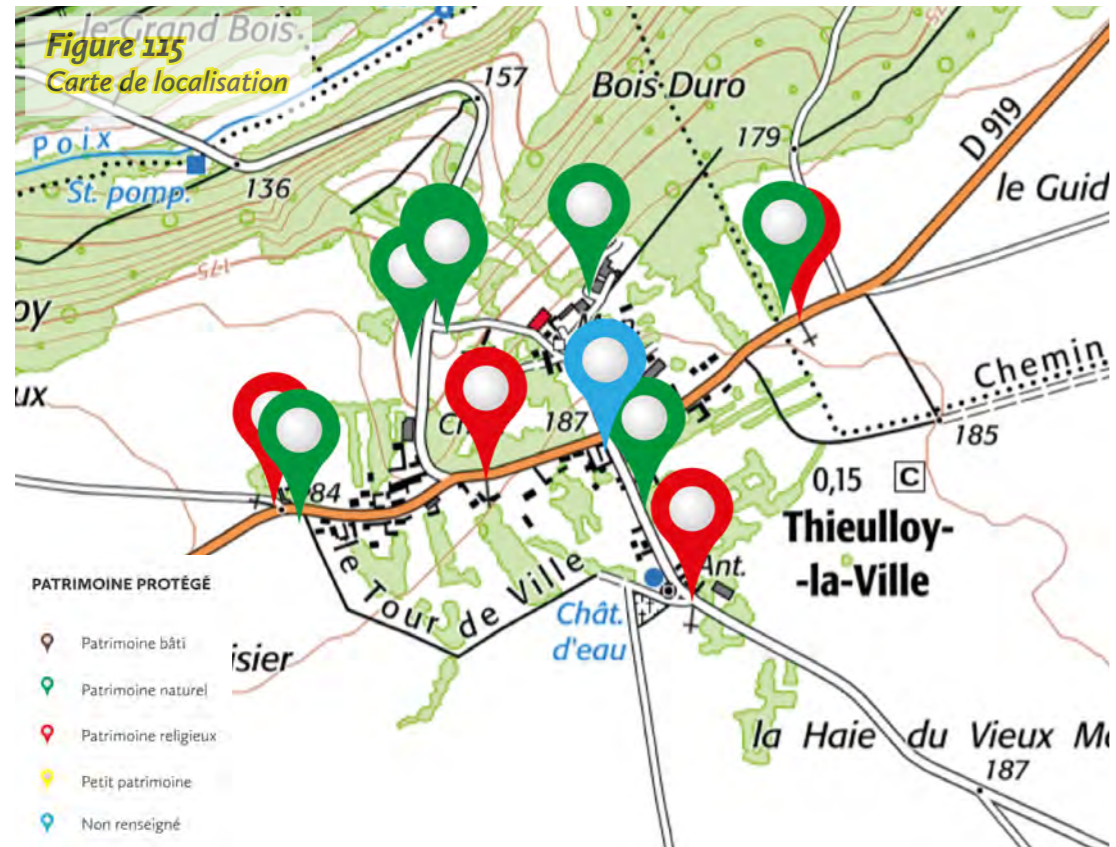 le Grand Bois
Figure 115
Carte de localisation
157
Bois Duro
179
D 919
Poix
St. pomp.
136
le Guid
175
oy
ux
187
Chemin
185
84
0,15 C
Thieulloy-
-la-Ville
le Tour de Ville
Ant.
Chât.
d'eau
isier
la Haie du Vieux M
187
PATRIMOINE PROTÉGÉ
Patrimoine bâti
Patrimoine naturel
Patrimoine religieux
Petit patrimoine
Non renseigné